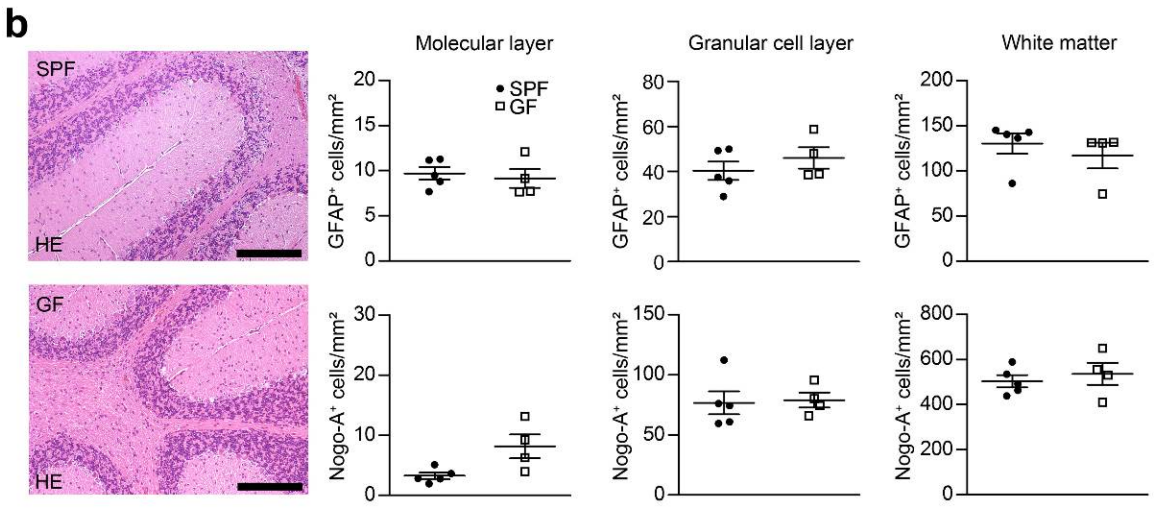 b
SPF
HE
GF
HE
Molecular layer
Granular cell layer
White matter
GFAP⁺ cells/mm²
20
15
10
5
0
SPF
GF
GFAP⁺ cells/mm²
80
60
40
20
0
GFAP⁺ cells/mm²
200
150
100
50
0
Nogo-A⁺ cells/mm²
30
20
10
0
Nogo-A⁺ cells/mm²
150
100
50
0
Nogo-A⁺ cells/mm²
800
600
400
200
0